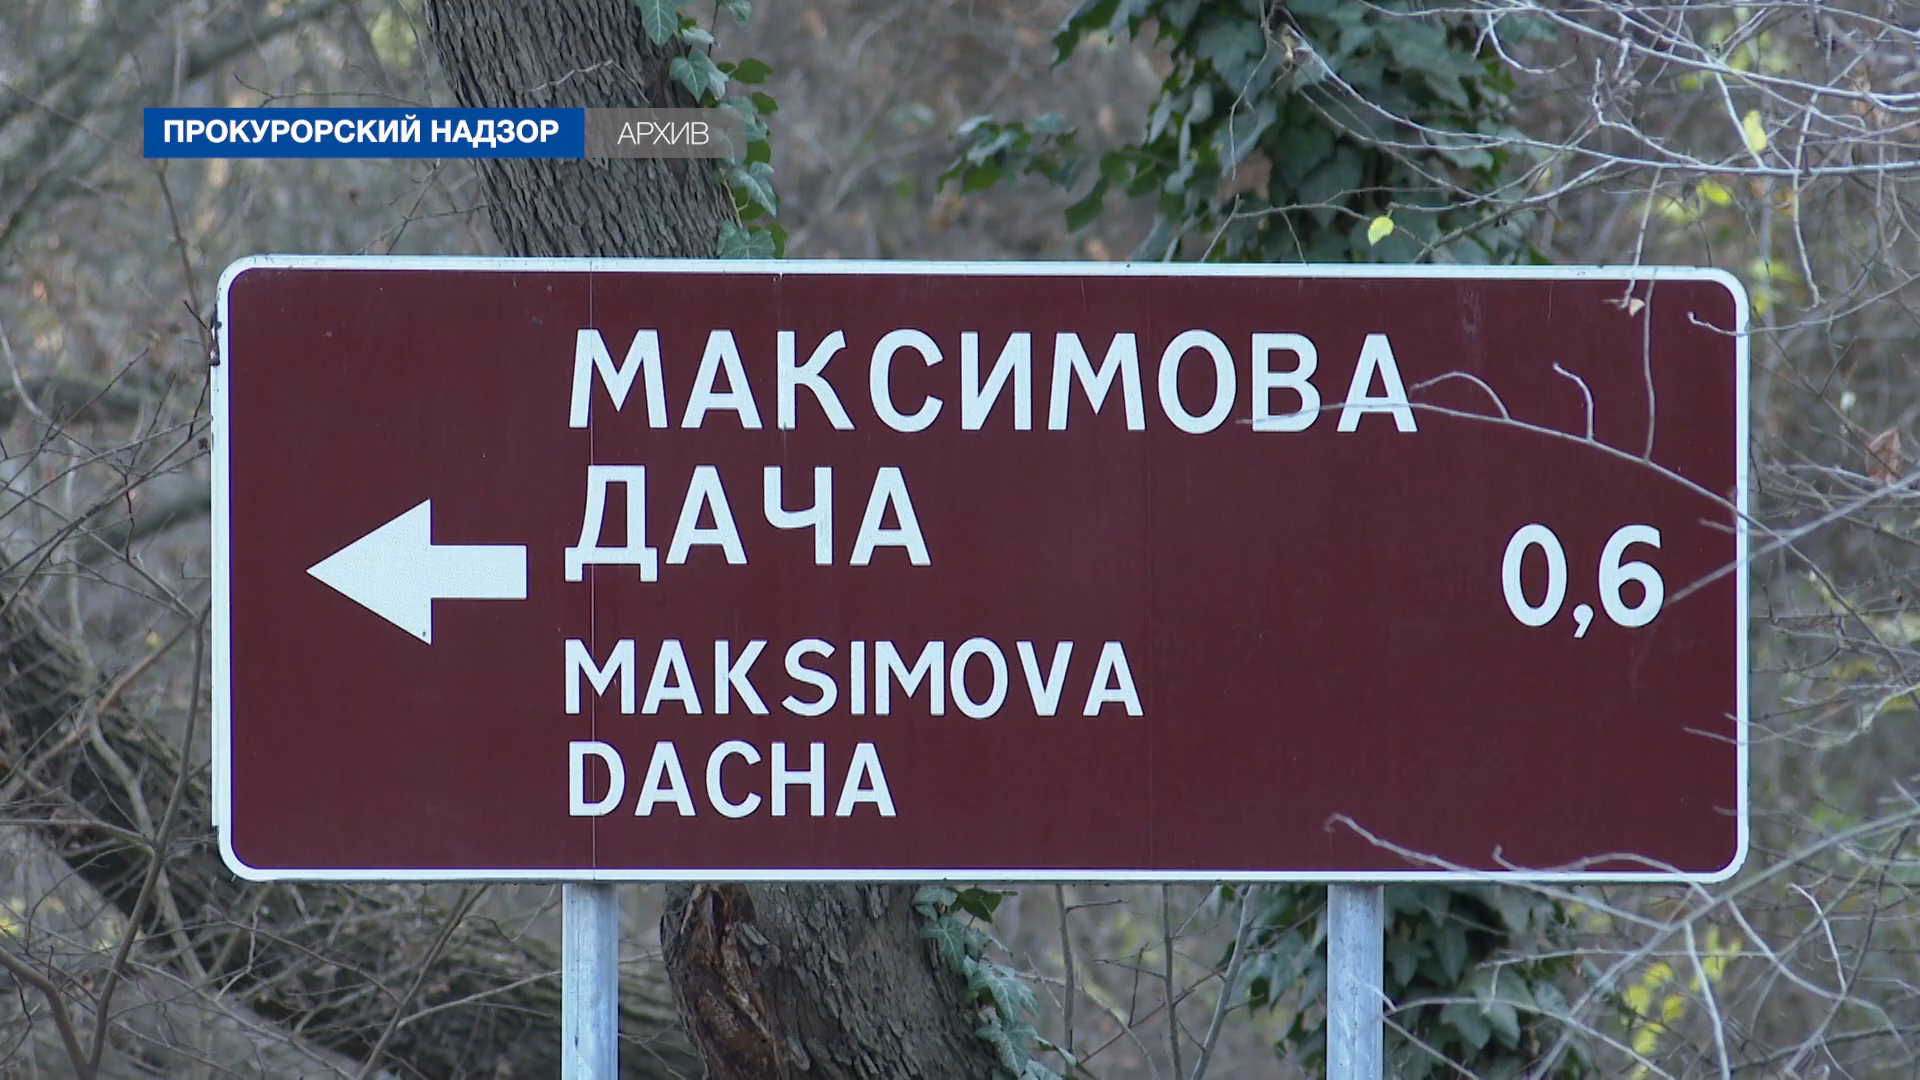 ПРОКУРОРСКИЙ НАДЗОР АРХИВ
МАКСИМОВА
ДАЧА
0,6
MAKSIMOVA
DACHA